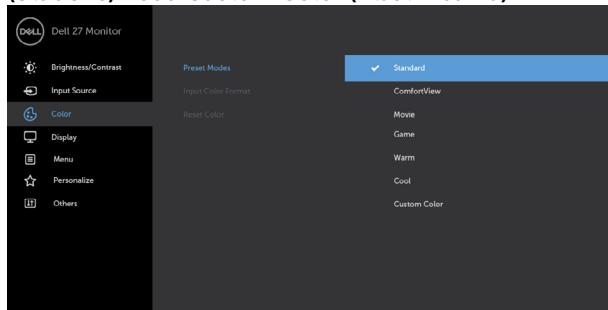 DELL Dell 27 Monitor
Brightness/Contrast Preset Modes Standard
Input Source Input Color Format ComfortView
Color Reset Color Movie
Display Game
Menu Warm
Personalize Cool
Others Custom Color